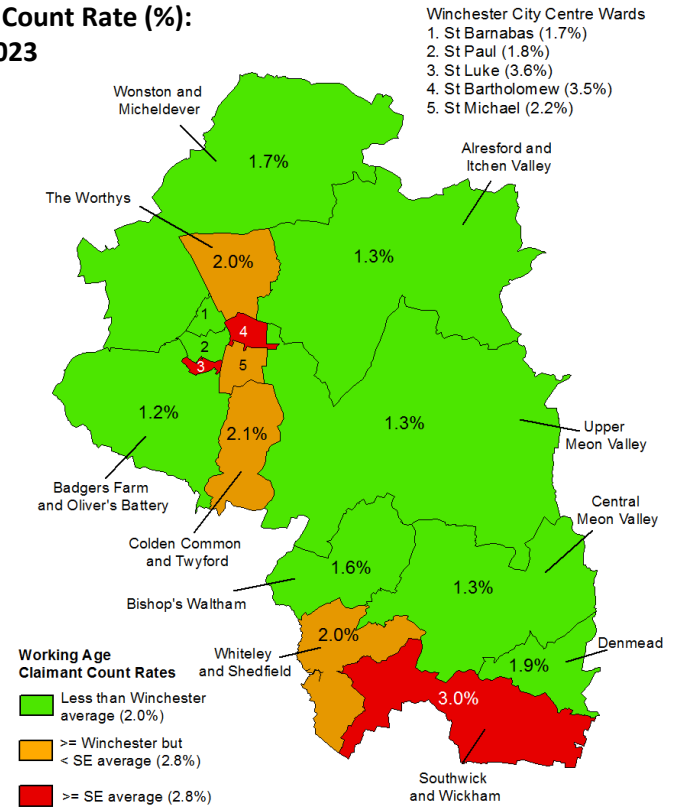 Count Rate (%):
023
Winchester City Centre Wards
1. St Barnabas (1.7%)
2. St Paul (1.8%)
3. St Luke (3.6%)
4. St Bartholomew (3.5%)
5. St Michael (2.2%)
Wonston and
Micheldever
Alresford and
Itchen Valley
1.7%
The Worthys
2.0%
1.3%
1
4
2
3
5
1.2%
2.1%
1.3%
Upper
Meon Valley
Badgers Farm
and Oliver's Battery
Central
Meon Valley
Colden Common
and Twyford
1.6%
1.3%
Bishop's Waltham
2.0%
Whiteley
and Shedfield
Denmead
1.9%
3.0%
Southwick
and Wickham
Working Age
Claimant Count Rates
Less than Winchester
average (2.0%)
>= Winchester but
< SE average (2.8%)
>= SE average (2.8%)